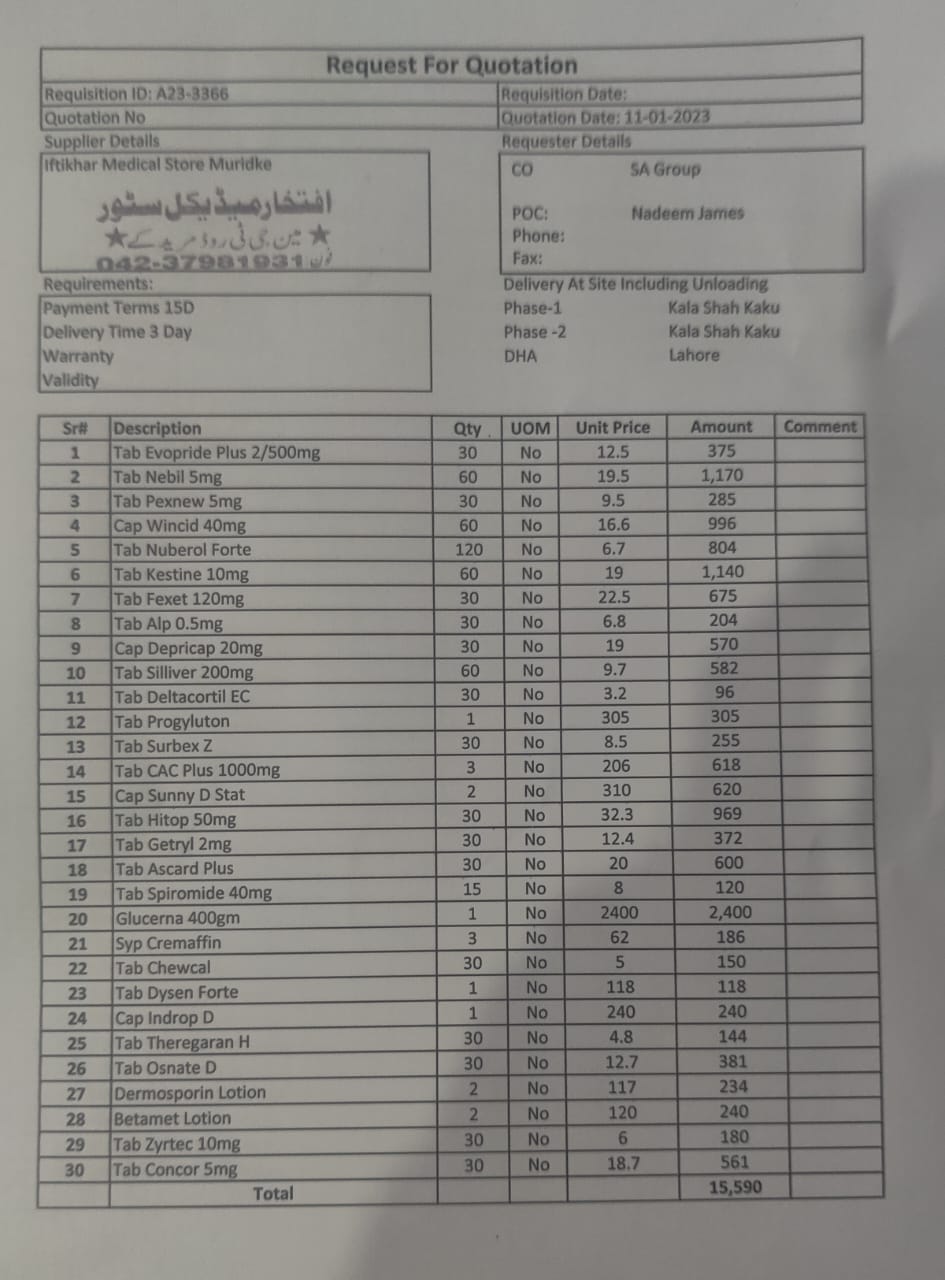 Request For Quotation
Requisition ID: A23-3366 Requisition Date:
Quotation No Quotation Date: 11-01-2023
Supplier Details Requester Details
Iftikhar Medical Store Muridke
افتخار میڈیکل سٹور
★ مین جی ٹی روڈ مریدکے ★
فون 042-37981931
CO SA Group
POC: Nadeem James
Phone:
Fax:
Requirements: Delivery At Site Including Unloading
Payment Terms 15D Phase-1 Kala Shah Kaku
Delivery Time 3 Day Phase -2 Kala Shah Kaku
Warranty DHA Lahore
Validity
Sr# Description Qty. UOM Unit Price Amount Comment
1 Tab Evopride Plus 2/500mg 30 No 12.5 375
2 Tab Nebil 5mg 60 No 19.5 1,170
3 Tab Pexnew 5mg 30 No 9.5 285
4 Cap Wincid 40mg 60 No 16.6 996
5 Tab Nuberol Forte 120 No 6.7 804
6 Tab Kestine 10mg 60 No 19 1,140
7 Tab Fexet 120mg 30 No 22.5 675
8 Tab Alp 0.5mg 30 No 6.8 204
9 Cap Depricap 20mg 30 No 19 570
10 Tab Silliver 200mg 60 No 9.7 582
11 Tab Deltacortil EC 30 No 3.2 96
12 Tab Progyluton 1 No 305 305
13 Tab Surbex Z 30 No 8.5 255
14 Tab CAC Plus 1000mg 3 No 206 618
15 Cap Sunny D Stat 2 No 310 620
16 Tab Hitop 50mg 30 No 32.3 969
17 Tab Getryl 2mg 30 No 12.4 372
18 Tab Ascard Plus 30 No 20 600
19 Tab Spiromide 40mg 15 No 8 120
20 Glucerna 400gm 1 No 2400 2,400
21 Syp Cremaffin 3 No 62 186
22 Tab Chewcal 30 No 5 150
23 Tab Dysen Forte 1 No 118 118
24 Cap Indrop D 1 No 240 240
25 Tab Theregaran H 30 No 4.8 144
26 Tab Osnate D 30 No 12.7 381
27 Dermosporin Lotion 2 No 117 234
28 Betamet Lotion 2 No 120 240
29 Tab Zyrtec 10mg 30 No 6 180
30 Tab Concor 5mg 30 No 18.7 561
Total 15,590